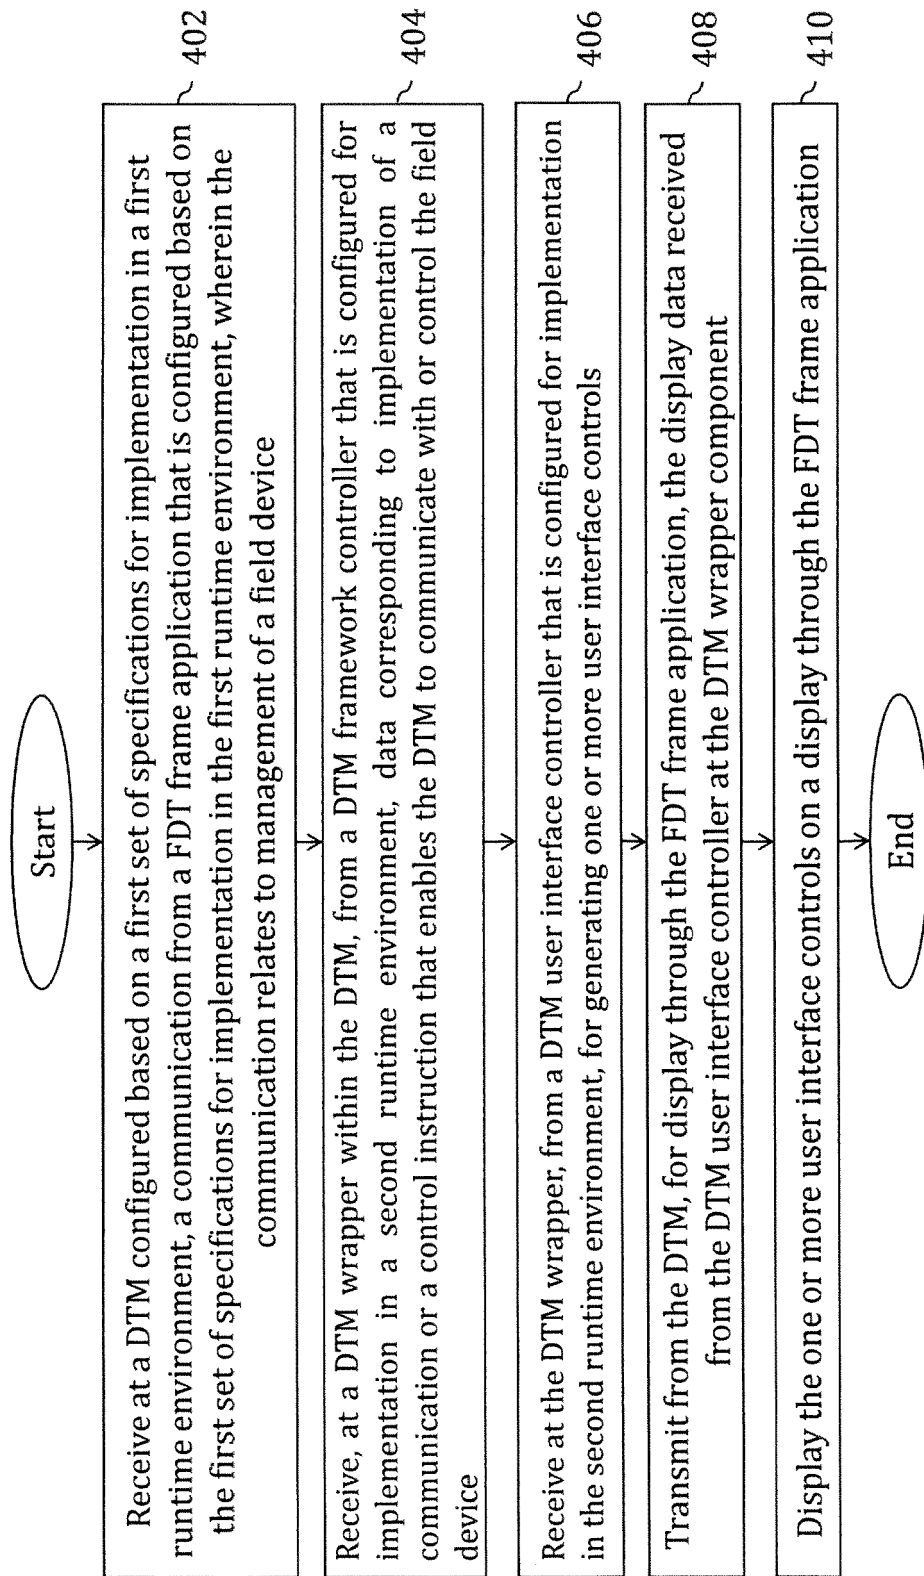 Start
Receive at a DTM configured based on a first set of specifications for implementation in a first
runtime environment, a communication from a FDT frame application that is configured based on
the first set of specifications for implementation in the first runtime environment, wherein the
communication relates to management of a field device
402
Receive, at a DTM wrapper within the DTM, from a DTM framework controller that is configured for
implementation in a second runtime environment, data corresponding to implementation of a
communication or a control instruction that enables the DTM to communicate with or control the field
device
404
Receive at the DTM wrapper, from a DTM user interface controller that is configured for implementation
in the second runtime environment, for generating one or more user interface controls
406
Transmit from the DTM, for display through the FDT frame application, the display data received
from the DTM user interface controller at the DTM wrapper component
408
Display the one or more user interface controls on a display through the FDT frame application
410
End